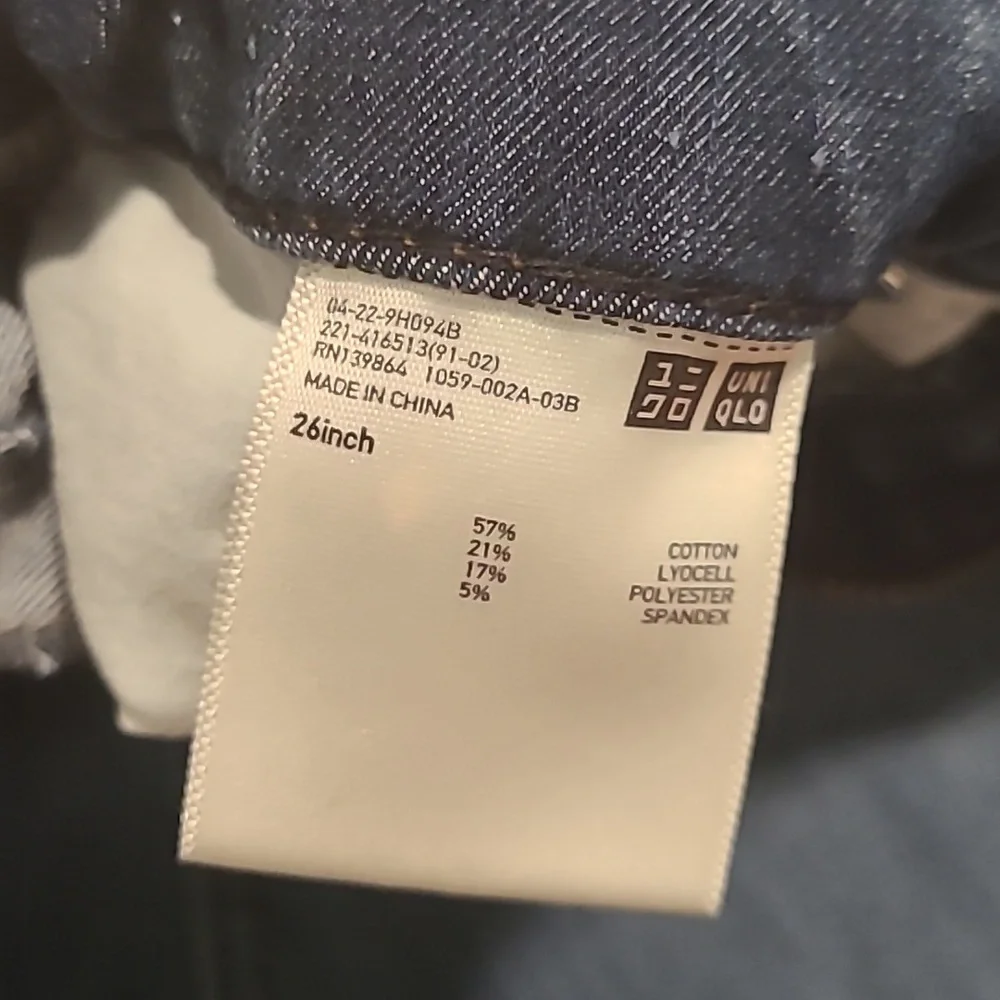 04-22-9H094B
221-416513(91-02)
RN139864 1059-002A-03B
MADE IN CHINA
26inch
ユニ
クロ
UNI
QLO
57% COTTON
21% LYOCELL
17% POLYESTER
5% SPANDEX